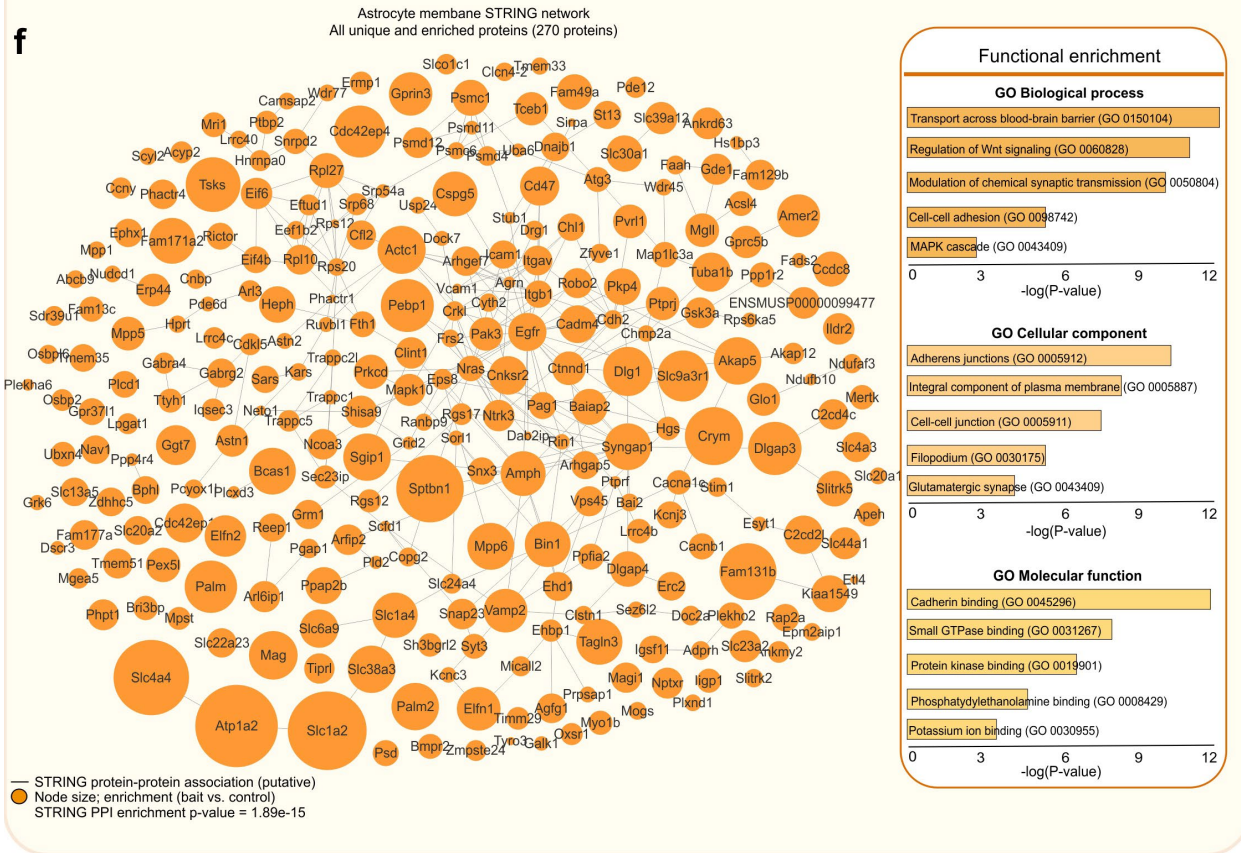 f
Astrocyte membane STRING network
All unique and enriched proteins (270 proteins)
Slco1c1
Clcn4-2
Tmem33
Ermp1
Wdr77
Gprin3
Psmc1
Fam49a
Pde12
Camsap2
Tceb1
St13
Mri1
Ptbp2
Cdc42ep4
Psmd11
Sirpa
Slc39a12
Ankrd63
Lrrc40
Snrpd2
Psmd12
Psmc6
Psmd4
Uba6
Dnajb1
Slc30a1
Hs1bp3
Scyl2
Acyp2
Hnrnpa0
Rpl27
Faah
Gde1
Fam129b
Ccny
Phactr4
Tsks
Eif6
Srp54a
Cspg5
Cd47
Atg3
Wdr45
Eftud1
Srp68
Usp24
Acsl4
Stub1
Pvrl1
Amer2
Ephx1
Fam171a2
Rictor
Eef1b2
Rps12
Cfl2
Actc1
Dock7
Drg1
Chl1
Mgll
Gprc5b
Mpp1
Eif4b
Rpl10
Rps20
Arhgef7
Icam1
Itgav
Zfyve1
Map1lc3a
Fads2
Ccdc8
Abcb9
Nudcd1
Erp44
Cnbp
Agrn
Robo2
Pkp4
Tuba1b
Ppp1r2
Arl3
Heph
Phactr1
Pebp1
Vcam1
Cyth2
Itgb1
Ptprj
ENSMUSP00000099477
Sdr39u1
Fam13c
Pde6d
Crkl
Gsk3a
Rps6ka5
Mpp5
Hprt
Lrrc4c
Ruvbl1
Fth1
Frs2
Pak3
Egfr
Cadm4
Cdh2
Chmp2a
Ildr2
Osbpl6
Tmem35
Cdkl5
Astn2
Trappc2l
Clint1
Akap5
Akap12
Ndufaf3
Gabra4
Gabrg2
Kars
Prkcd
Nras
Cnksr2
Ctnnd1
Dlg1
Slc9a3r1
Plekha6
Plcd1
Sars
Eps8
Ndufb10
Osbp2
Ttyh1
Trappc1
Mapk10
Glo1
Mertk
Gpr37l1
Iqsec3
Neto1
Shisa9
Rgs17
Ntrk3
Pag1
Baiap2
C2cd4c
Lpgat1
Trappc5
Ranbp9
Hgs
Ubxn4
Nav1
Ggt7
Astn1
Ncoa3
Grid2
Sorl1
Dab2ip
Rin1
Syngap1
Crym
Dlgap3
Slc4a3
Ppp4r4
Bcas1
Sec23ip
Sgip1
Snx3
Amph
Arhgap5
Slc20a1
Grk6
Slc13a5
Zdhhc5
Bphl
Pcyox1l
Plcxd3
Sptbn1
Ptprf
Cacna1e
Stim1
Slitrk5
Rgs12
Vps45
Bai2
Apeh
Fam177a
Slc20a2
Cdc42ep1
Elfn2
Reep1
Grm1
Scfd1
Kcnj3
Esyt1
C2cd2l
Slc44a1
Dscr3
Arfip2
Mpp6
Bin1
Lrrc4b
Cacnb1
Tmem51
Pex5l
Pgap1
Pld2
Copg2
Ppfia2
Dlgap4
Fam131b
Mgea5
Palm
Arl6ip1
Ppap2b
Slc24a4
Ehd1
Erc2
Etl4
Kiaa1549
Phpt1
Bri3bp
Mpst
Slc1a4
Snap23
Vamp2
Clstn1
Sez6l2
Doc2a
Plekho2
Rap2a
Slc6a9
Ehbp1
Tagln3
Epm2aip1
Slc22a23
Mag
Tiprl
Sh3bgrl2
Syt3
Igsf11
Adprh
Slc23a2
Ankmy2
Slc4a4
Slc38a3
Kcnc3
Micall2
Magi1
Nptxr
Iigp1
Slitrk2
Atp1a2
Slc1a2
Palm2
Elfn1
Prpsap1
Plxnd1
Timm29
Agfg1
Myo1b
Mogs
Psd
Bmpr2
Zmpste24
Tyro3
Galk1
Oxsr1
STRING protein-protein association (putative)
Node size; enrichment (bait vs. control)
STRING PPI enrichment p-value = 1.89e-15
Functional enrichment
GO Biological process
Transport across blood-brain barrier (GO 0150104)
Regulation of Wnt signaling (GO 0060828)
Modulation of chemical synaptic transmission (GO 0050804)
Cell-cell adhesion (GO 0098742)
MAPK cascade (GO 0043409)
0 3 6 9 12
-log(P-value)
GO Cellular component
Adherens junctions (GO 0005912)
Integral component of plasma membrane (GO 0005887)
Cell-cell junction (GO 0005911)
Filopodium (GO 0030175)
Glutamatergic synapse (GO 0043409)
0 3 6 9 12
-log(P-value)
GO Molecular function
Cadherin binding (GO 0045296)
Small GTPase binding (GO 0031267)
Protein kinase binding (GO 0019901)
Phosphatydylethanolamine binding (GO 0008429)
Potassium ion binding (GO 0030955)
0 3 6 9 12
-log(P-value)